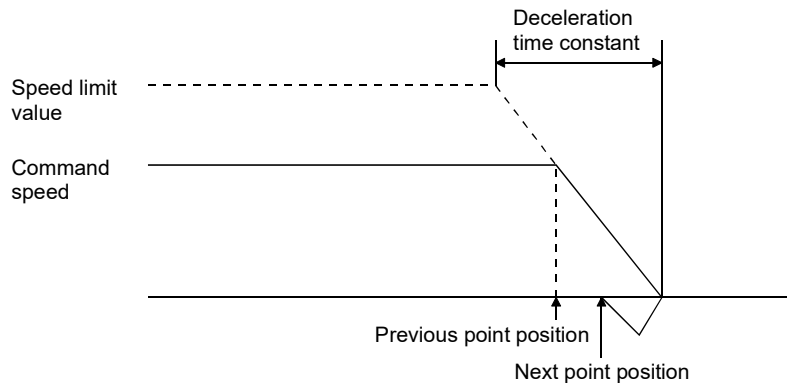 Deceleration
time constant
Speed limit
value
Command
speed
Previous point position
Next point position